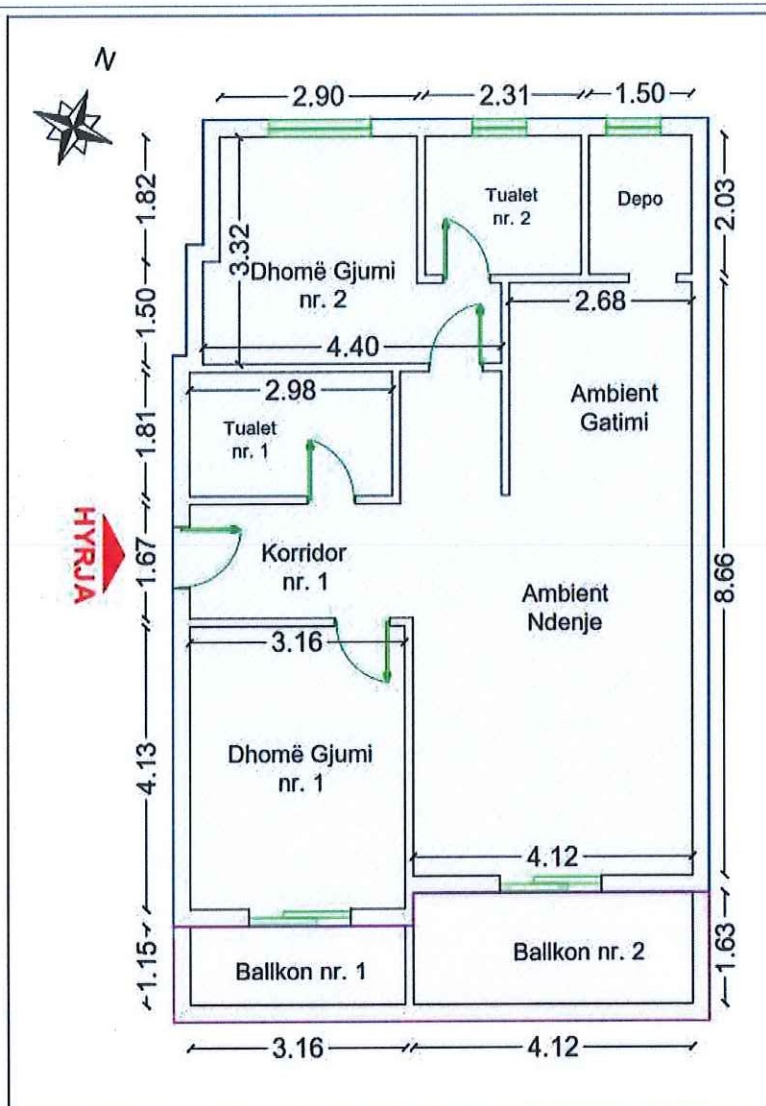 N
2.90
2.31
1.50
1.82
3.32
1.50
1.81
1.67
4.13
1.15
2.03
8.66
1.63
Tualet
nr. 2
Depo
Dhomë Gjumi
nr. 2
4.40
2.68
2.98
Tualet
nr. 1
Ambient
Gatimi
HYRJA
Korridor
nr. 1
Ambient
Ndenje
3.16
Dhomë Gjumi
nr. 1
4.12
Ballkon nr. 1
Ballkon nr. 2
3.16
4.12